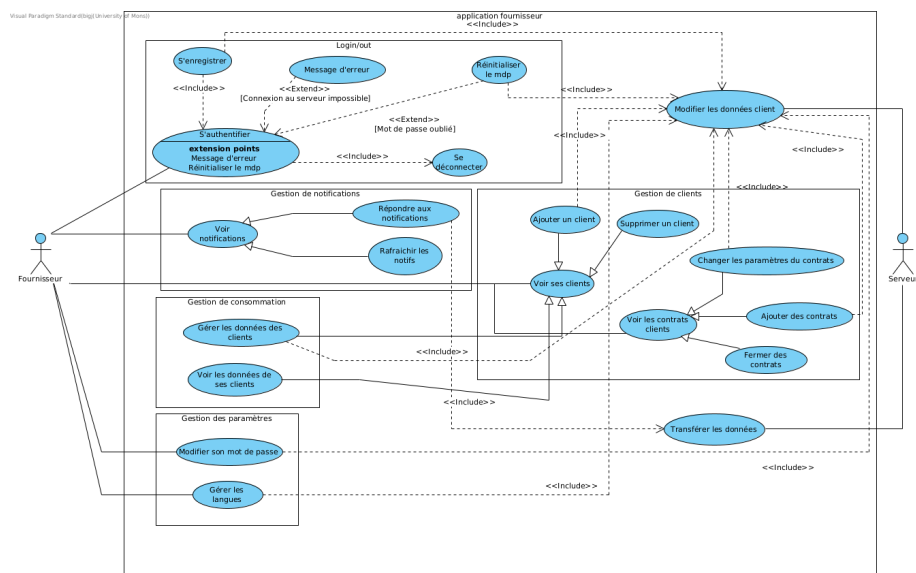 Visual Paradigm Standard(bigj(University of Mons))
application fournisseur
<<Include>>
Login/out
S'enregistrer
Message d'erreur
Réinitialiser
le mdp
<<Include>>
<<Extend>>
[Connexion au serveur impossible]
<<Include>>
Modifier les données client
<<Extend>>
[Mot de passe oublié]
S'authentifier
extension points
Message d'erreur
Réinitialiser le mdp
<<Include>>
Se
déconnecter
<<Include>>
<<Include>>
<<Include>>
Gestion de notifications
Voir
notifications
Répondre aux
notifications
Rafraichir les
notifs
Gestion de clients
Ajouter un client
Supprimer un client
Changer les paramètres du contrats
Voir ses clients
Voir les contrats
clients
Ajouter des contrats
Fermer des
contrats
Fournisseur
Serveur
Gestion de consommation
Gérer les données des
clients
<<Include>>
Voir les données de
ses clients
<<Include>>
Transférer les données
Gestion des paramètres
Modifier son mot de passe
<<Include>>
Gérer les
langues
<<Include>>